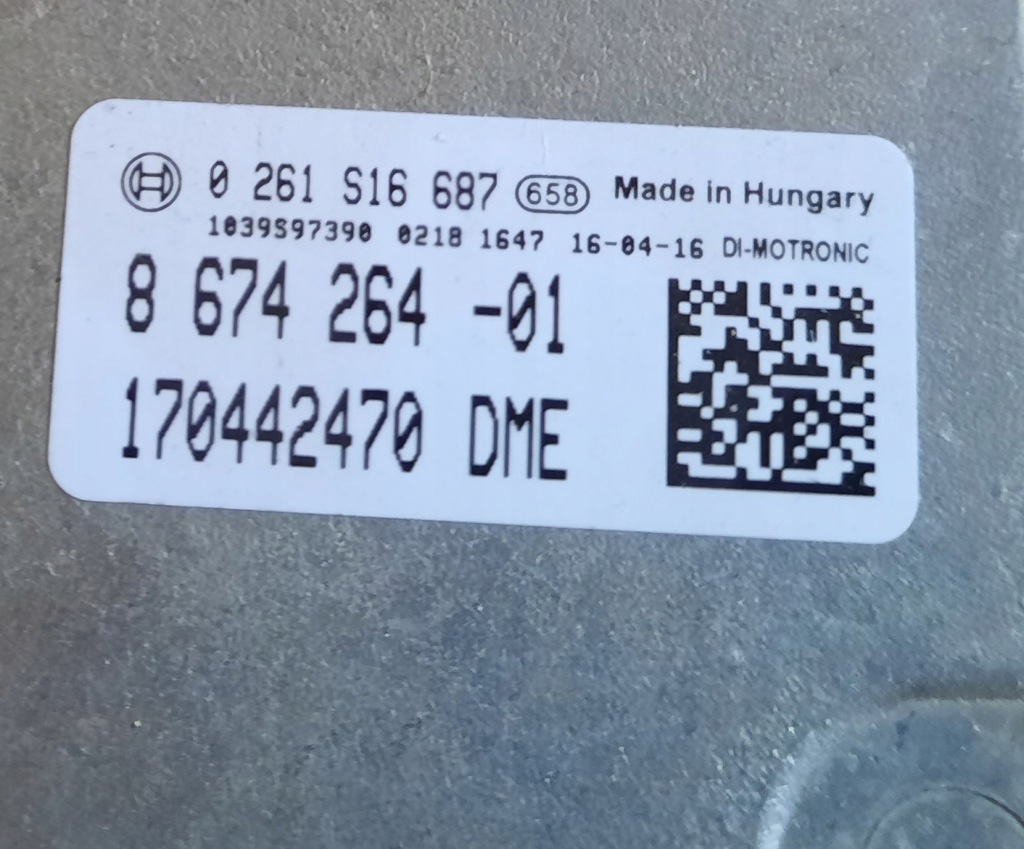 0 261 S16 687 658 Made in Hungary
1039S97390 0218 1647 16-04-16 DI-MOTRONIC
8 674 264 -01
170442470 DME